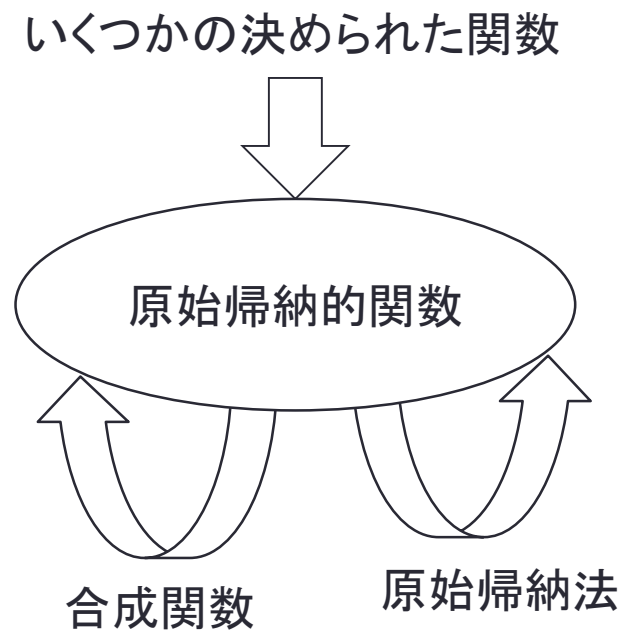 いくつかの決められた関数
原始帰納的関数
合成関数
原始帰納法